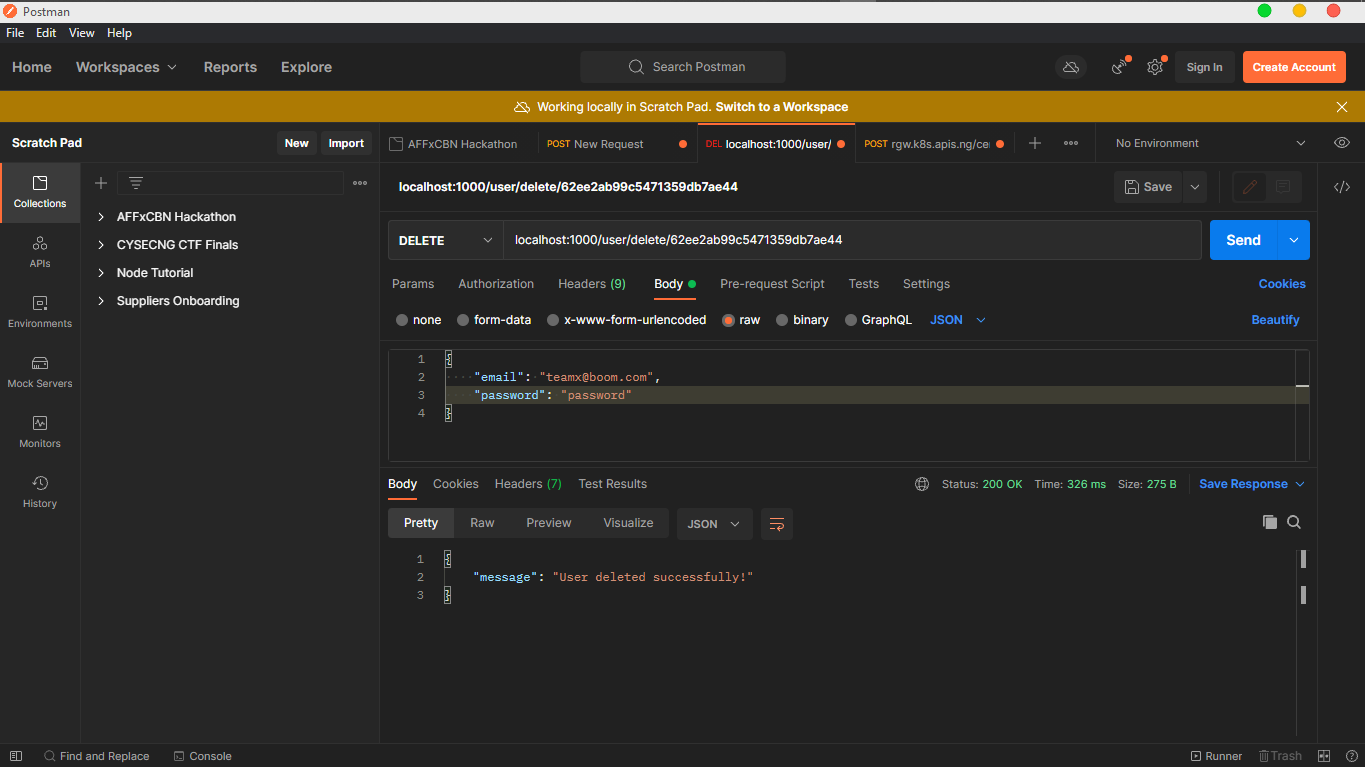 Postman
File Edit View Help
Home Workspaces Reports Explore Search Postman Sign In Create Account
Working locally in Scratch Pad. Switch to a Workspace
Scratch Pad New Import AFFxCBN Hackathon POST New Request DEL localhost:1000/user/ POST rgw.k8s.apis.ng/ce No Environment
Collections
APIs
Environments
Mock Servers
Monitors
History
AFFxCBN Hackathon
CYSECNG CTF Finals
Node Tutorial
Suppliers Onboarding
localhost:1000/user/delete/62ee2ab99c5471359db7ae44 Save
DELETE localhost:1000/user/delete/62ee2ab99c5471359db7ae44 Send
Params Authorization Headers (9) Body Pre-request Script Tests Settings Cookies
none form-data x-www-form-urlencoded raw binary GraphQL JSON Beautify
1 {
2 "email": "teamx@boom.com",
3 "password": "password"
4 }
Body Cookies Headers (7) Test Results Status: 200 OK Time: 326 ms Size: 275 B Save Response
Pretty Raw Preview Visualize JSON
1 {
2 "message": "User deleted successfully!"
3 }
Find and Replace Console Runner Trash